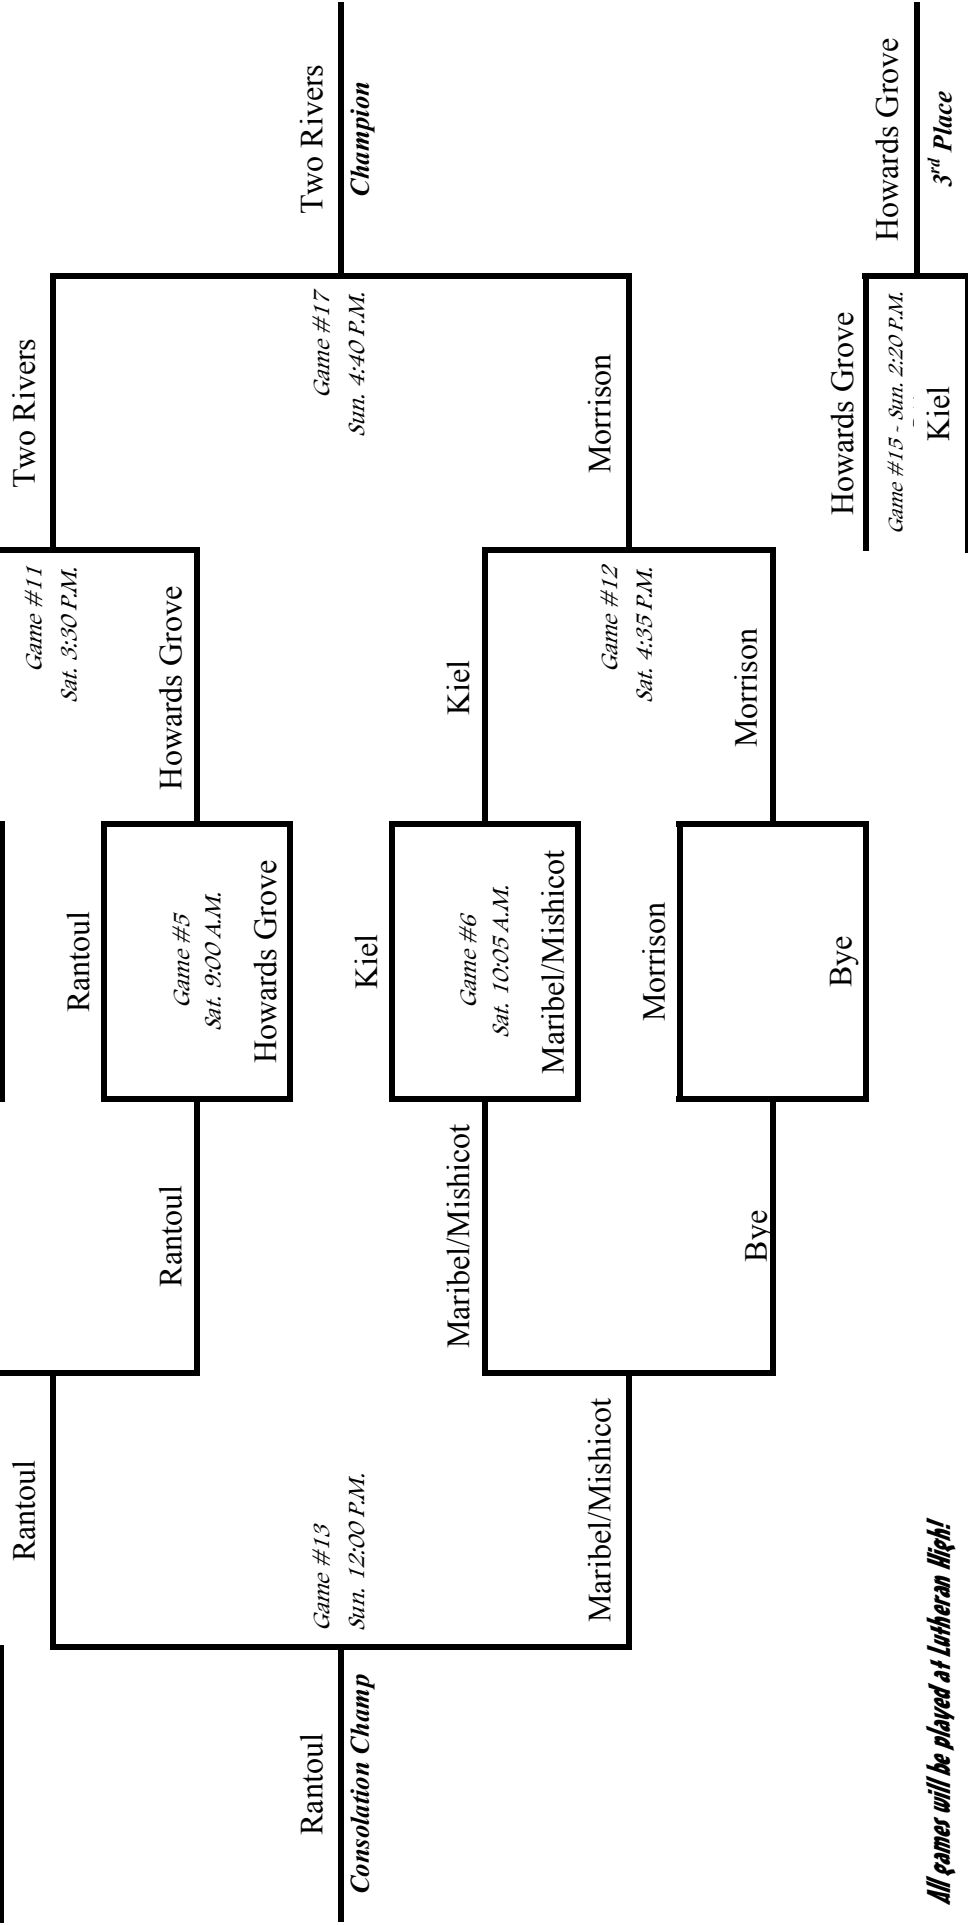 Rantoul
Rantoul
Two Rivers
Game #11
Sat. 3:30 P.M.
Rantoul
Game #5
Sat. 9:00 A.M.
Howards Grove
Howards Grove
Rantoul
Consolation Champ
Game #13
Sun. 12:00 P.M.
Game #17
Sun. 4:40 P.M.
Two Rivers
Champion
Maribel/Mishicot
Kiel
Game #6
Sat. 10:05 A.M.
Maribel/Mishicot
Kiel
Maribel/Mishicot
Game #12
Sat. 4:35 P.M.
Morrison
Bye
Morrison
Bye
Morrison
Howards Grove
Game #15 - Sun. 2:20 P.M.
Kiel
Howards Grove
3rd Place
All games will be played at Lutheran High!